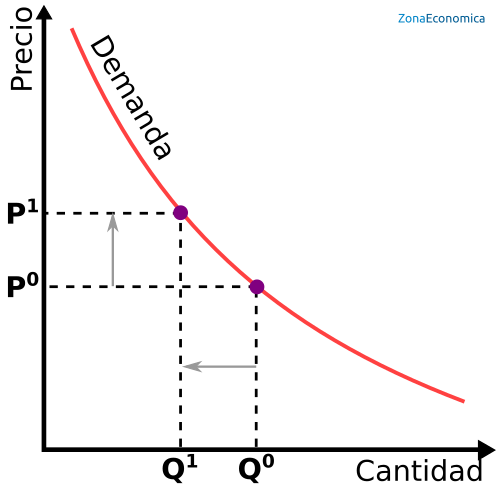 Precio
ZonaEconomica
Demanda
P¹
P⁰
Q¹
Q⁰
Cantidad